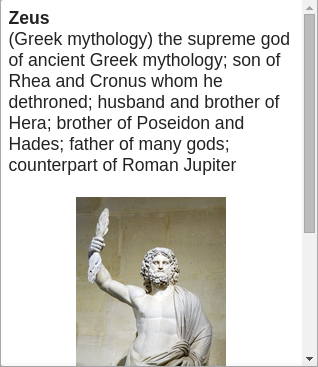 Zeus
(Greek mythology) the supreme god
of ancient Greek mythology; son of
Rhea and Cronus whom he
dethroned; husband and brother of
Hera; brother of Poseidon and
Hades; father of many gods;
counterpart of Roman Jupiter